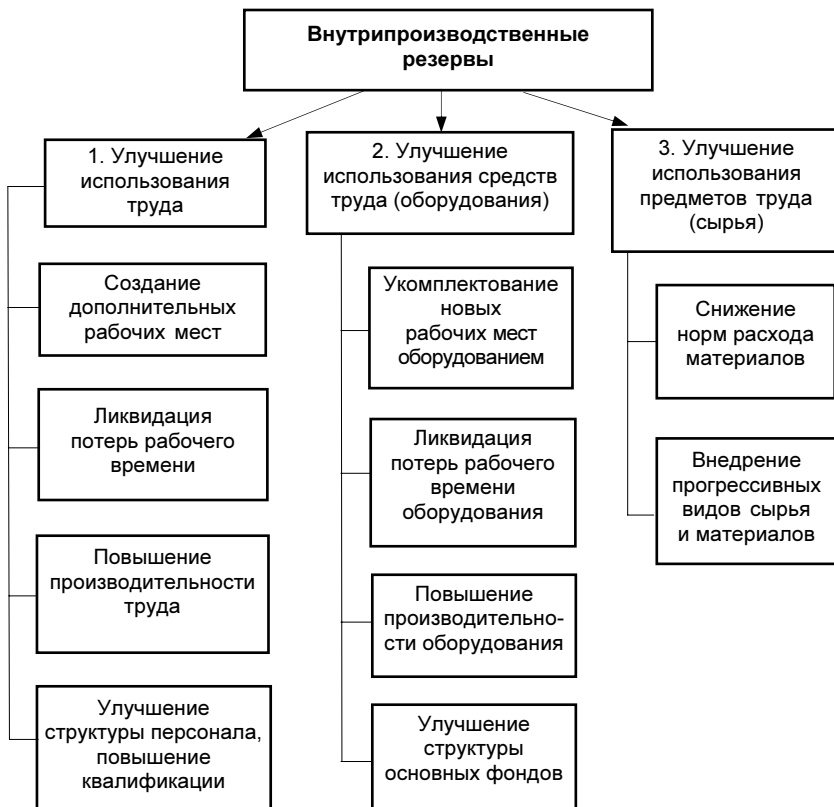 Внутрипроизводственные
резервы
1. Улучшение
использования
труда
Создание
дополнительных
рабочих мест
Ликвидация
потерь рабочего
времени
Повышение
производительности
труда
Улучшение
структуры персонала,
повышение
квалификации
2. Улучшение
использования средств
труда (оборудования)
Укомплектование
новых
рабочих мест
оборудованием
Ликвидация
потерь рабочего
времени
оборудования
Повышение
производительно-
сти оборудования
Улучшение
структуры
основных фондов
3. Улучшение
использования
предметов труда
(сырья)
Снижение
норм расхода
материалов
Внедрение
прогрессивных
видов сырья
и материалов